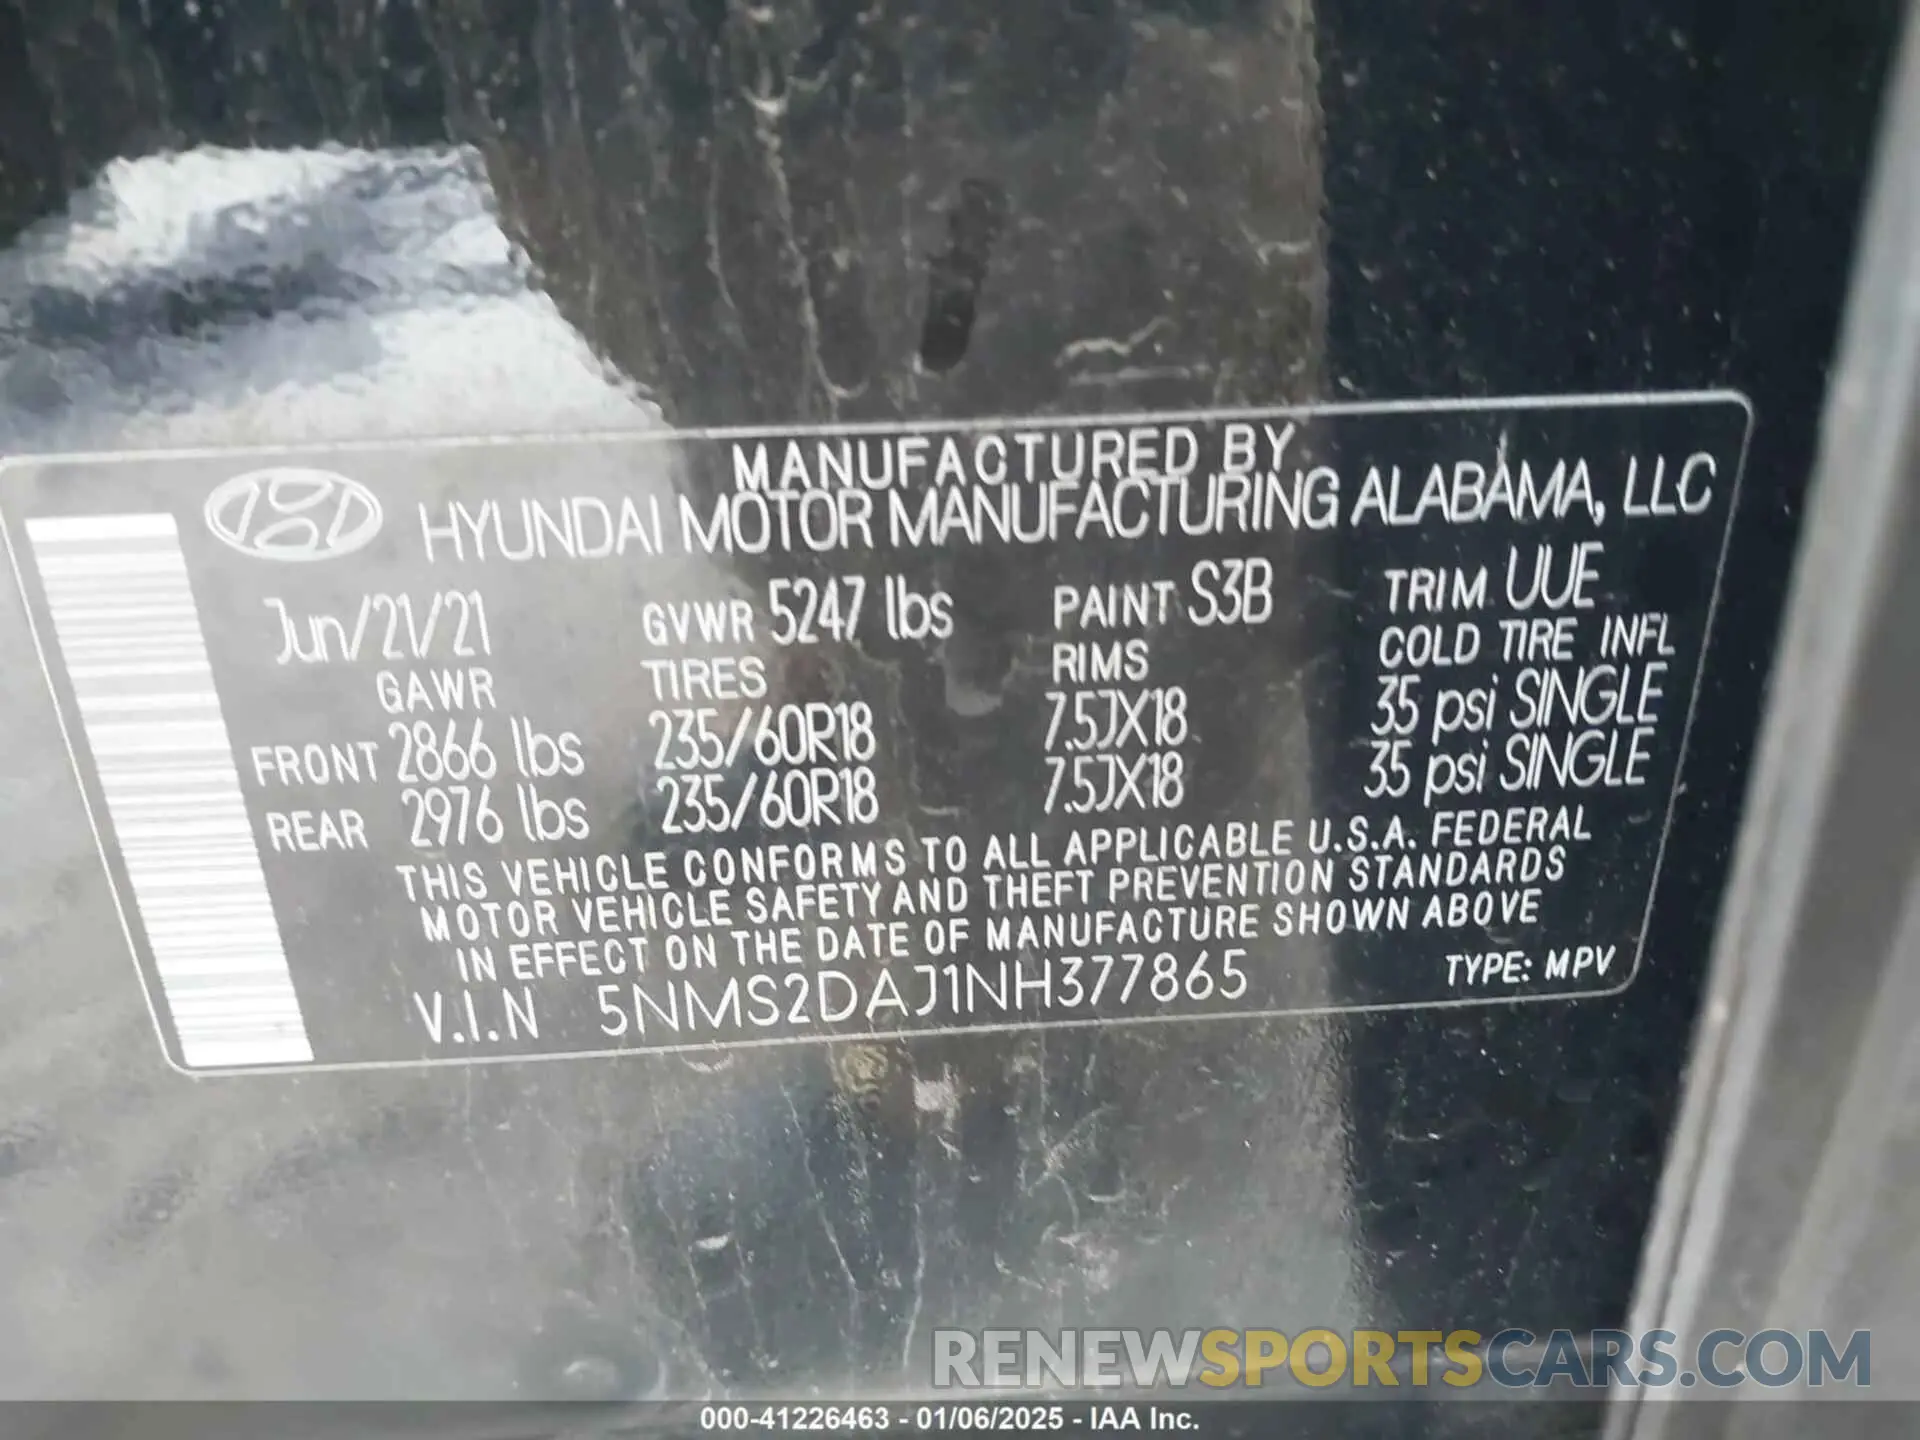 MANUFACTURED BY
HYUNDAI MOTOR MANUFACTURING ALABAMA, LLC
Jun/21/21 GVWR 5247 lbs PAINT S3B TRIM UUE
GAWR TIRES RIMS COLD TIRE INFL
FRONT 2866 lbs 235/60R18 7.5JX18 35 psi SINGLE
REAR 2976 lbs 235/60R18 7.5JX18 35 psi SINGLE
THIS VEHICLE CONFORMS TO ALL APPLICABLE U.S.A. FEDERAL
MOTOR VEHICLE SAFETY AND THEFT PREVENTION STANDARDS
IN EFFECT ON THE DATE OF MANUFACTURE SHOWN ABOVE
V.I.N 5NMS2DAJ1NH377865 TYPE: MPV
RENEWSPORTSCARS.COM
000-41226463 - 01/06/2025 - IAA Inc.